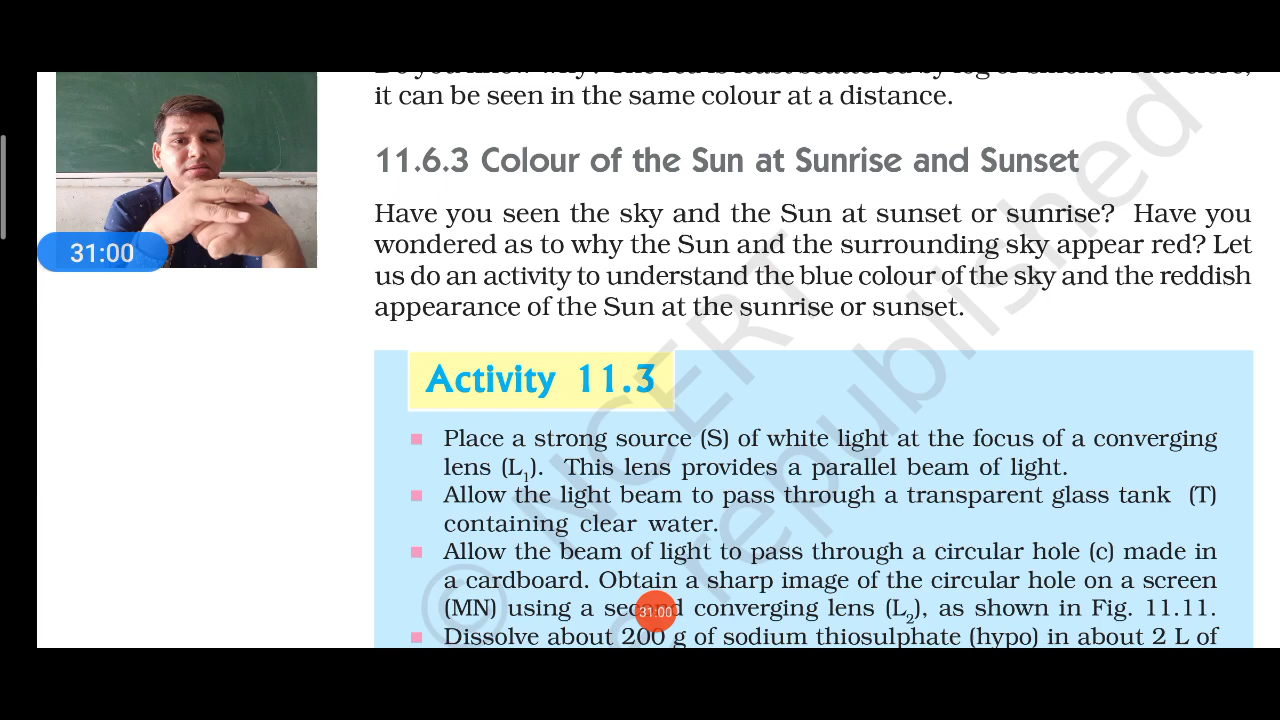 it can be seen in the same colour at a distance.
11.6.3 Colour of the Sun at Sunrise and Sunset
Have you seen the sky and the Sun at sunset or sunrise? Have you
wondered as to why the Sun and the surrounding sky appear red? Let
us do an activity to understand the blue colour of the sky and the reddish
appearance of the Sun at the sunrise or sunset.
31:00
Activity 11.3
Place a strong source (S) of white light at the focus of a converging
lens (L₁). This lens provides a parallel beam of light.
Allow the light beam to pass through a transparent glass tank (T)
containing clear water.
Allow the beam of light to pass through a circular hole (c) made in
a cardboard. Obtain a sharp image of the circular hole on a screen
(MN) using a second converging lens (L₂), as shown in Fig. 11.11.
31:00
Dissolve about 200 g of sodium thiosulphate (hypo) in about 2 L of
© NCERT
republished